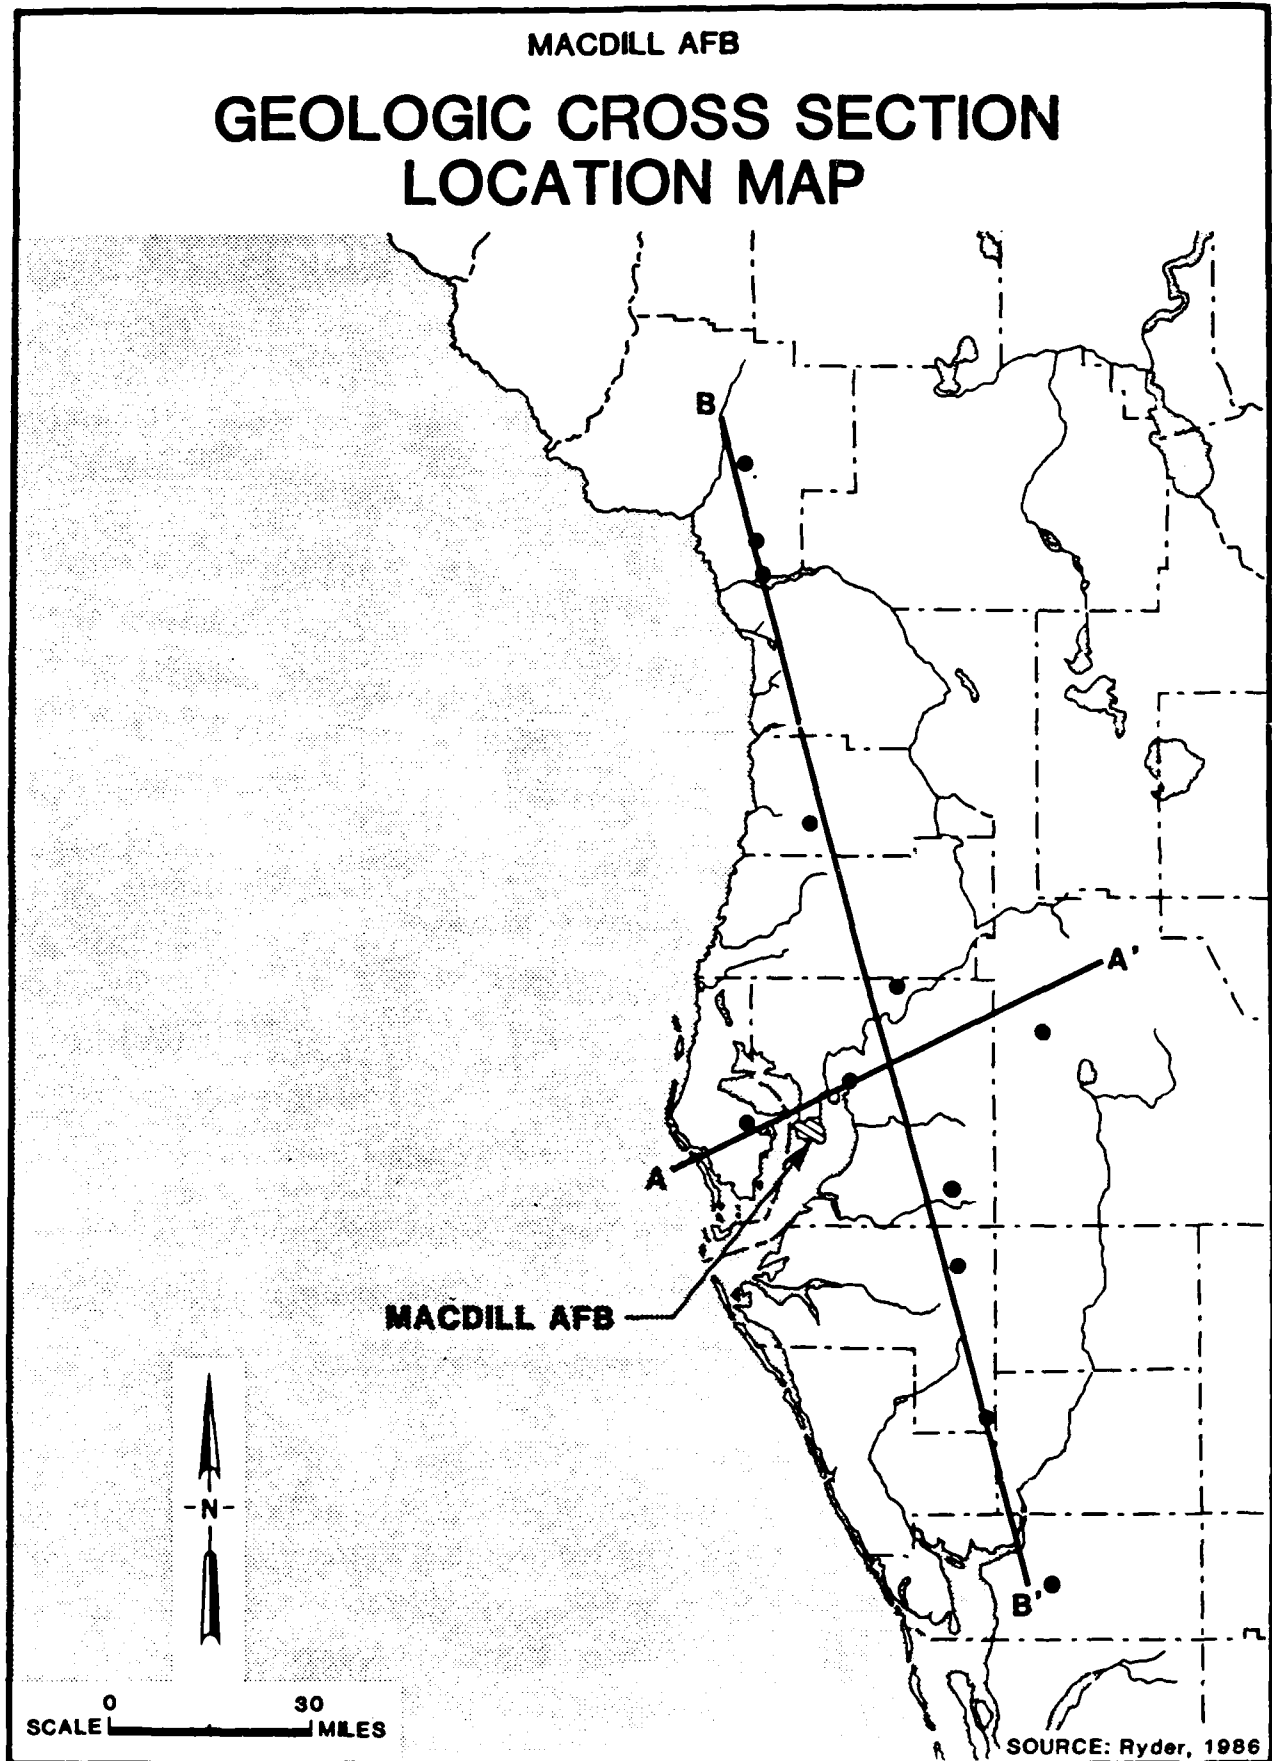 MACDILL AFB
GEOLOGIC CROSS SECTION
LOCATION MAP
B
A'
A
MACDILL AFB
-N-
B'
0 30
SCALE MILES
SOURCE: Ryder, 1986